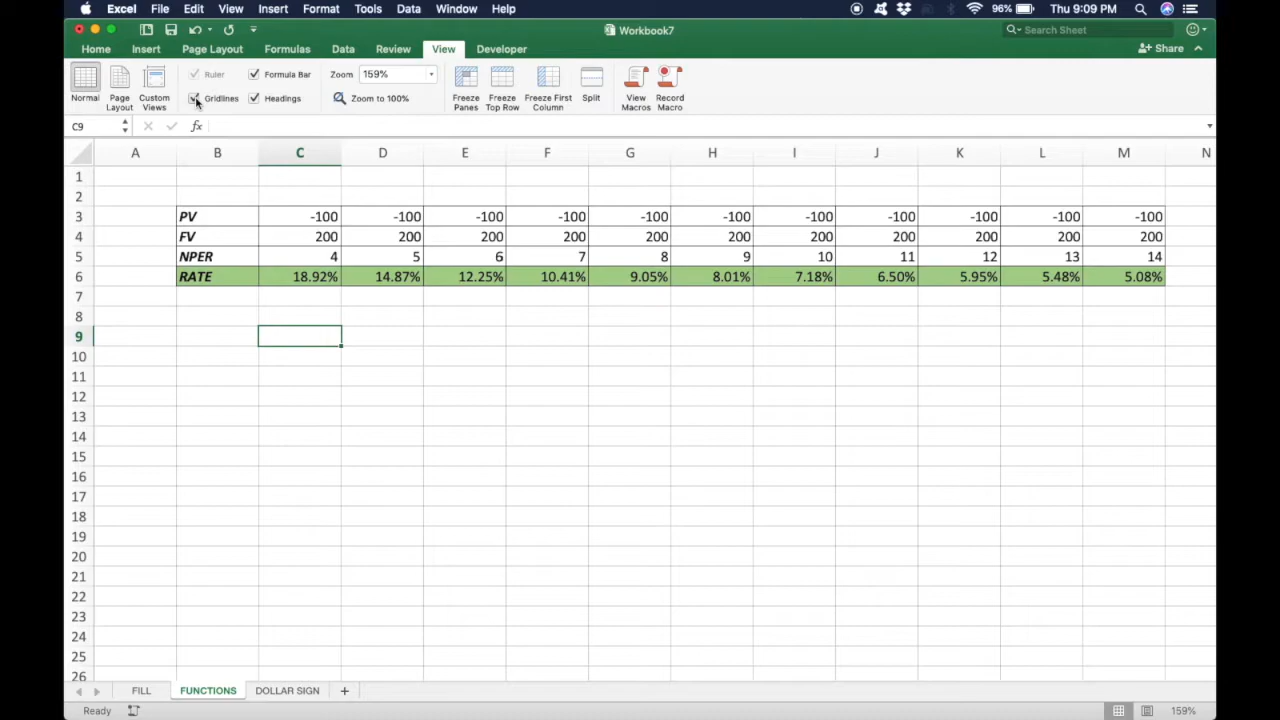 Excel File Edit View Insert Format Tools Data Window Help 96% Thu 9:09 PM
Workbook7 Search Sheet
Home Insert Page Layout Formulas Data Review View Developer Share
Ruler Formula Bar Zoom 159%
Gridlines Headings Zoom to 100%
Normal Page Layout Custom Views Freeze Panes Freeze Top Row Freeze First Column Split View Macros Record Macro
C9 fx
A B C D E F G H I J K L M N
1
2
3 PV -100 -100 -100 -100 -100 -100 -100 -100 -100 -100 -100
4 FV 200 200 200 200 200 200 200 200 200 200 200
5 NPER 4 5 6 7 8 9 10 11 12 13 14
6 RATE 18.92% 14.87% 12.25% 10.41% 9.05% 8.01% 7.18% 6.50% 5.95% 5.48% 5.08%
7
8
9
10
11
12
13
14
15
16
17
18
19
20
21
22
23
24
25
26
FILL FUNCTIONS DOLLAR SIGN +
Ready 159%